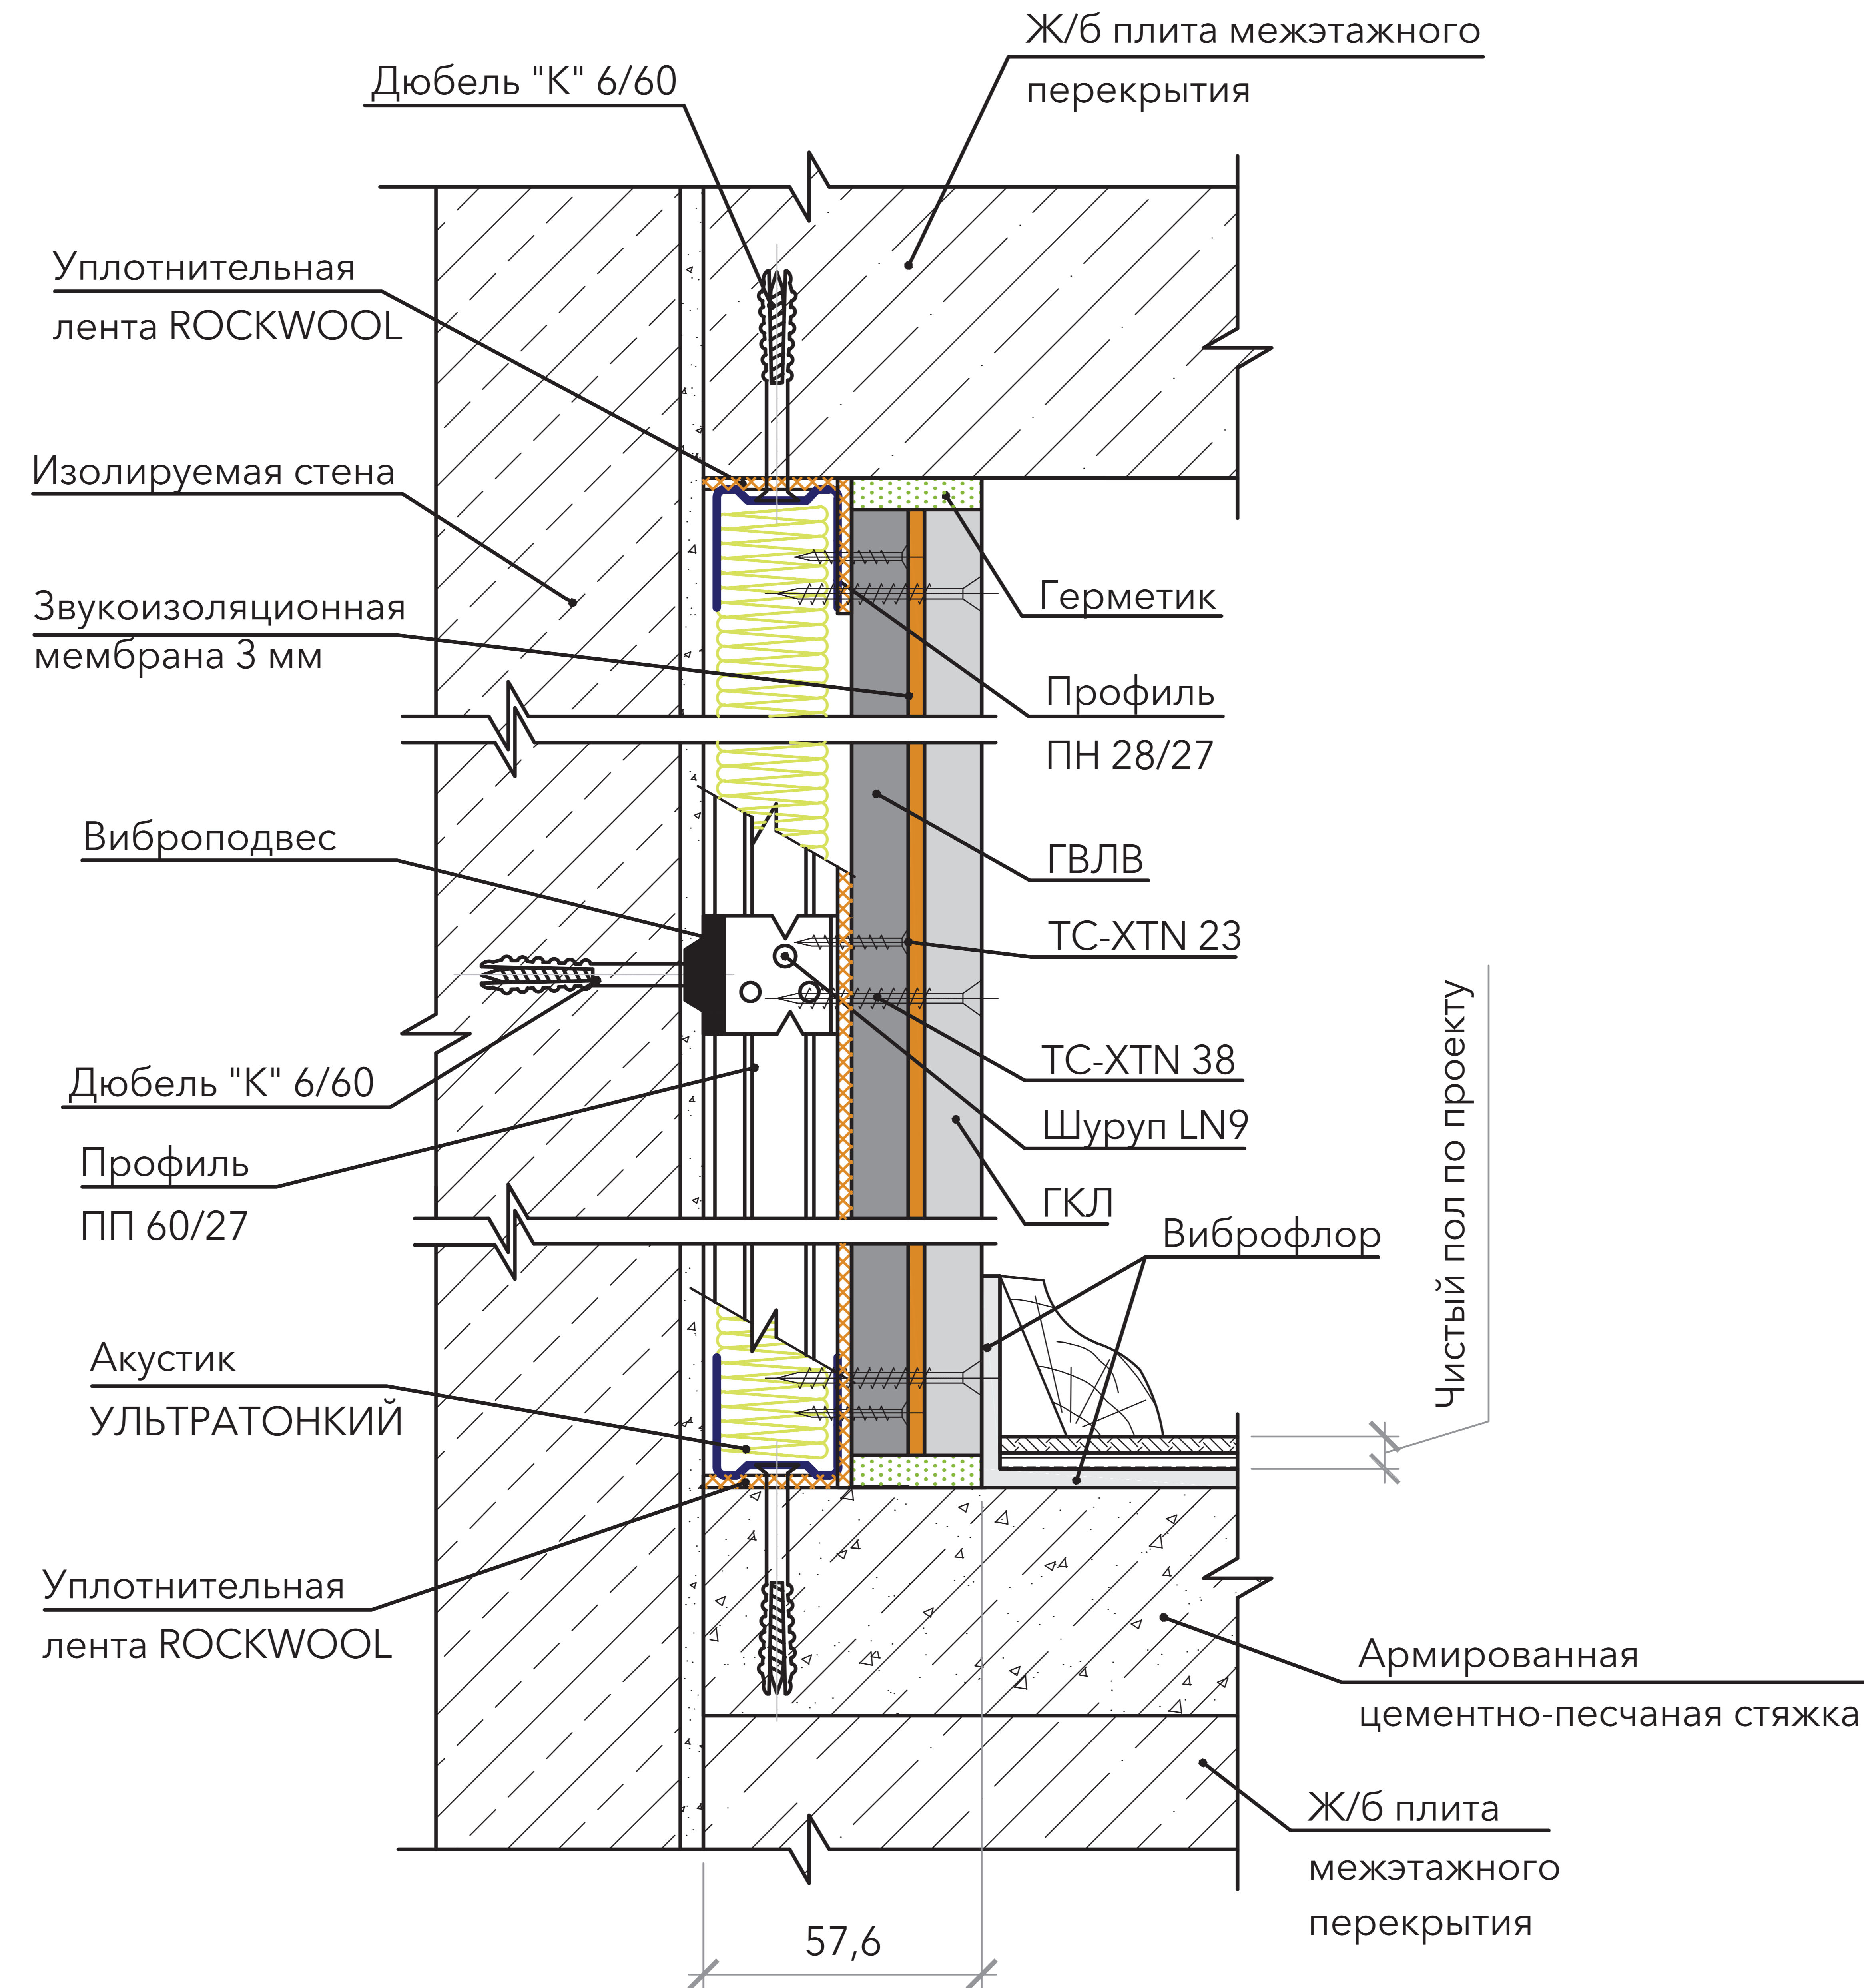 Ж/б плита межэтажного
перекрытия
Дюбель "К" 6/60
Уплотнительная
лента ROCKWOOL
Изолируемая стена
Звукоизоляционная
мембрана 3 мм
Герметик
Профиль
ПН 28/27
Виброподвес
ГВЛВ
ТС-XTN 23
Дюбель "К" 6/60
ТС-XTN 38
Шуруп LN9
Профиль
ПП 60/27
ГКЛ
Виброфлор
Чистый пол по проекту
Акустик
УЛЬТРАТОНКИЙ
Уплотнительная
лента ROCKWOOL
Армированная
цементно-песчаная стяжка
Ж/б плита
межэтажного
перекрытия
57,6